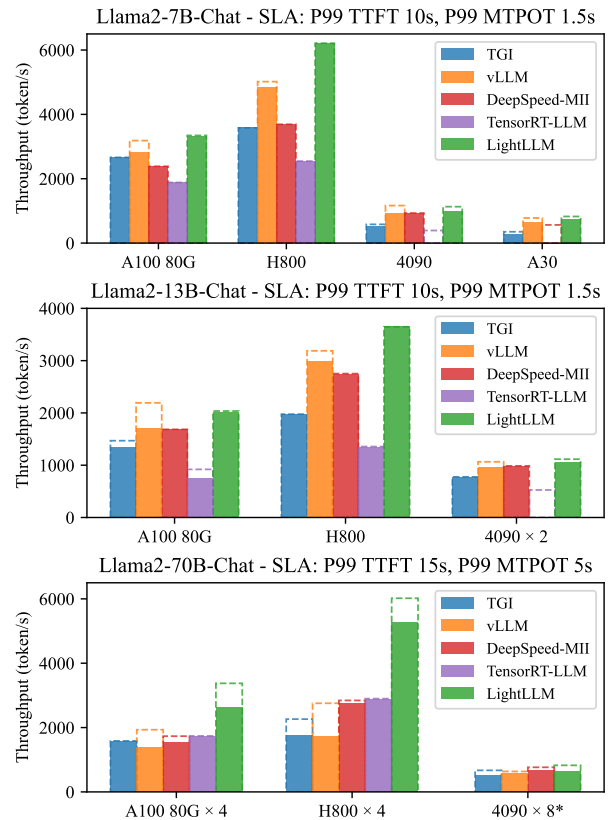 Llama2-7B-Chat - SLA: P99 TTFT 10s, P99 MTPOT 1.5s
Throughput (token/s)
6000
4000
2000
0
TGI
vLLM
DeepSpeed-MII
TensorRT-LLM
LightLLM
A100 80G
H800
4090
A30
Llama2-13B-Chat - SLA: P99 TTFT 10s, P99 MTPOT 1.5s
Throughput (token/s)
4000
3000
2000
1000
0
TGI
vLLM
DeepSpeed-MII
TensorRT-LLM
LightLLM
A100 80G
H800
4090 × 2
Llama2-70B-Chat - SLA: P99 TTFT 15s, P99 MTPOT 5s
Throughput (token/s)
6000
4000
2000
0
TGI
vLLM
DeepSpeed-MII
TensorRT-LLM
LightLLM
A100 80G × 4
H800 × 4
4090 × 8*